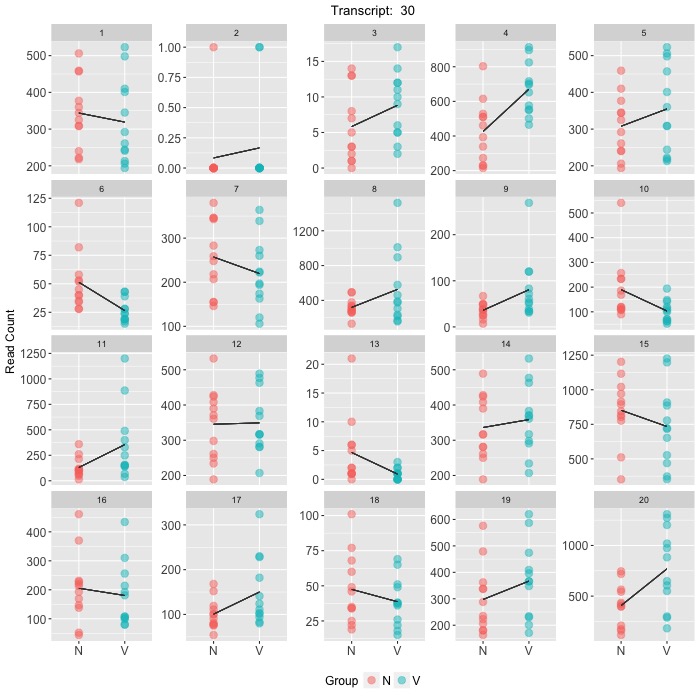 Transcript: 30
1 2 3 4 5
500 400 300 200
1.00 0.75 0.50 0.25 0.00
15 10 5 0
800 600 400 200
500 400 300 200
6 7 8 9 10
125 100 75 50 25
300 200 100
1200 800 400
200 100 0
500 400 300 200 100
Read Count
11 12 13 14 15
1250 1000 750 500 250 0
500 400 300 200
20 15 10 5 0
500 400 300 200
1250 1000 750 500
16 17 18 19 20
400 300 200 100
300 200 100
100 75 50 25
600 500 400 300 200
1000 500
N V N V N V N V N V
Group N V